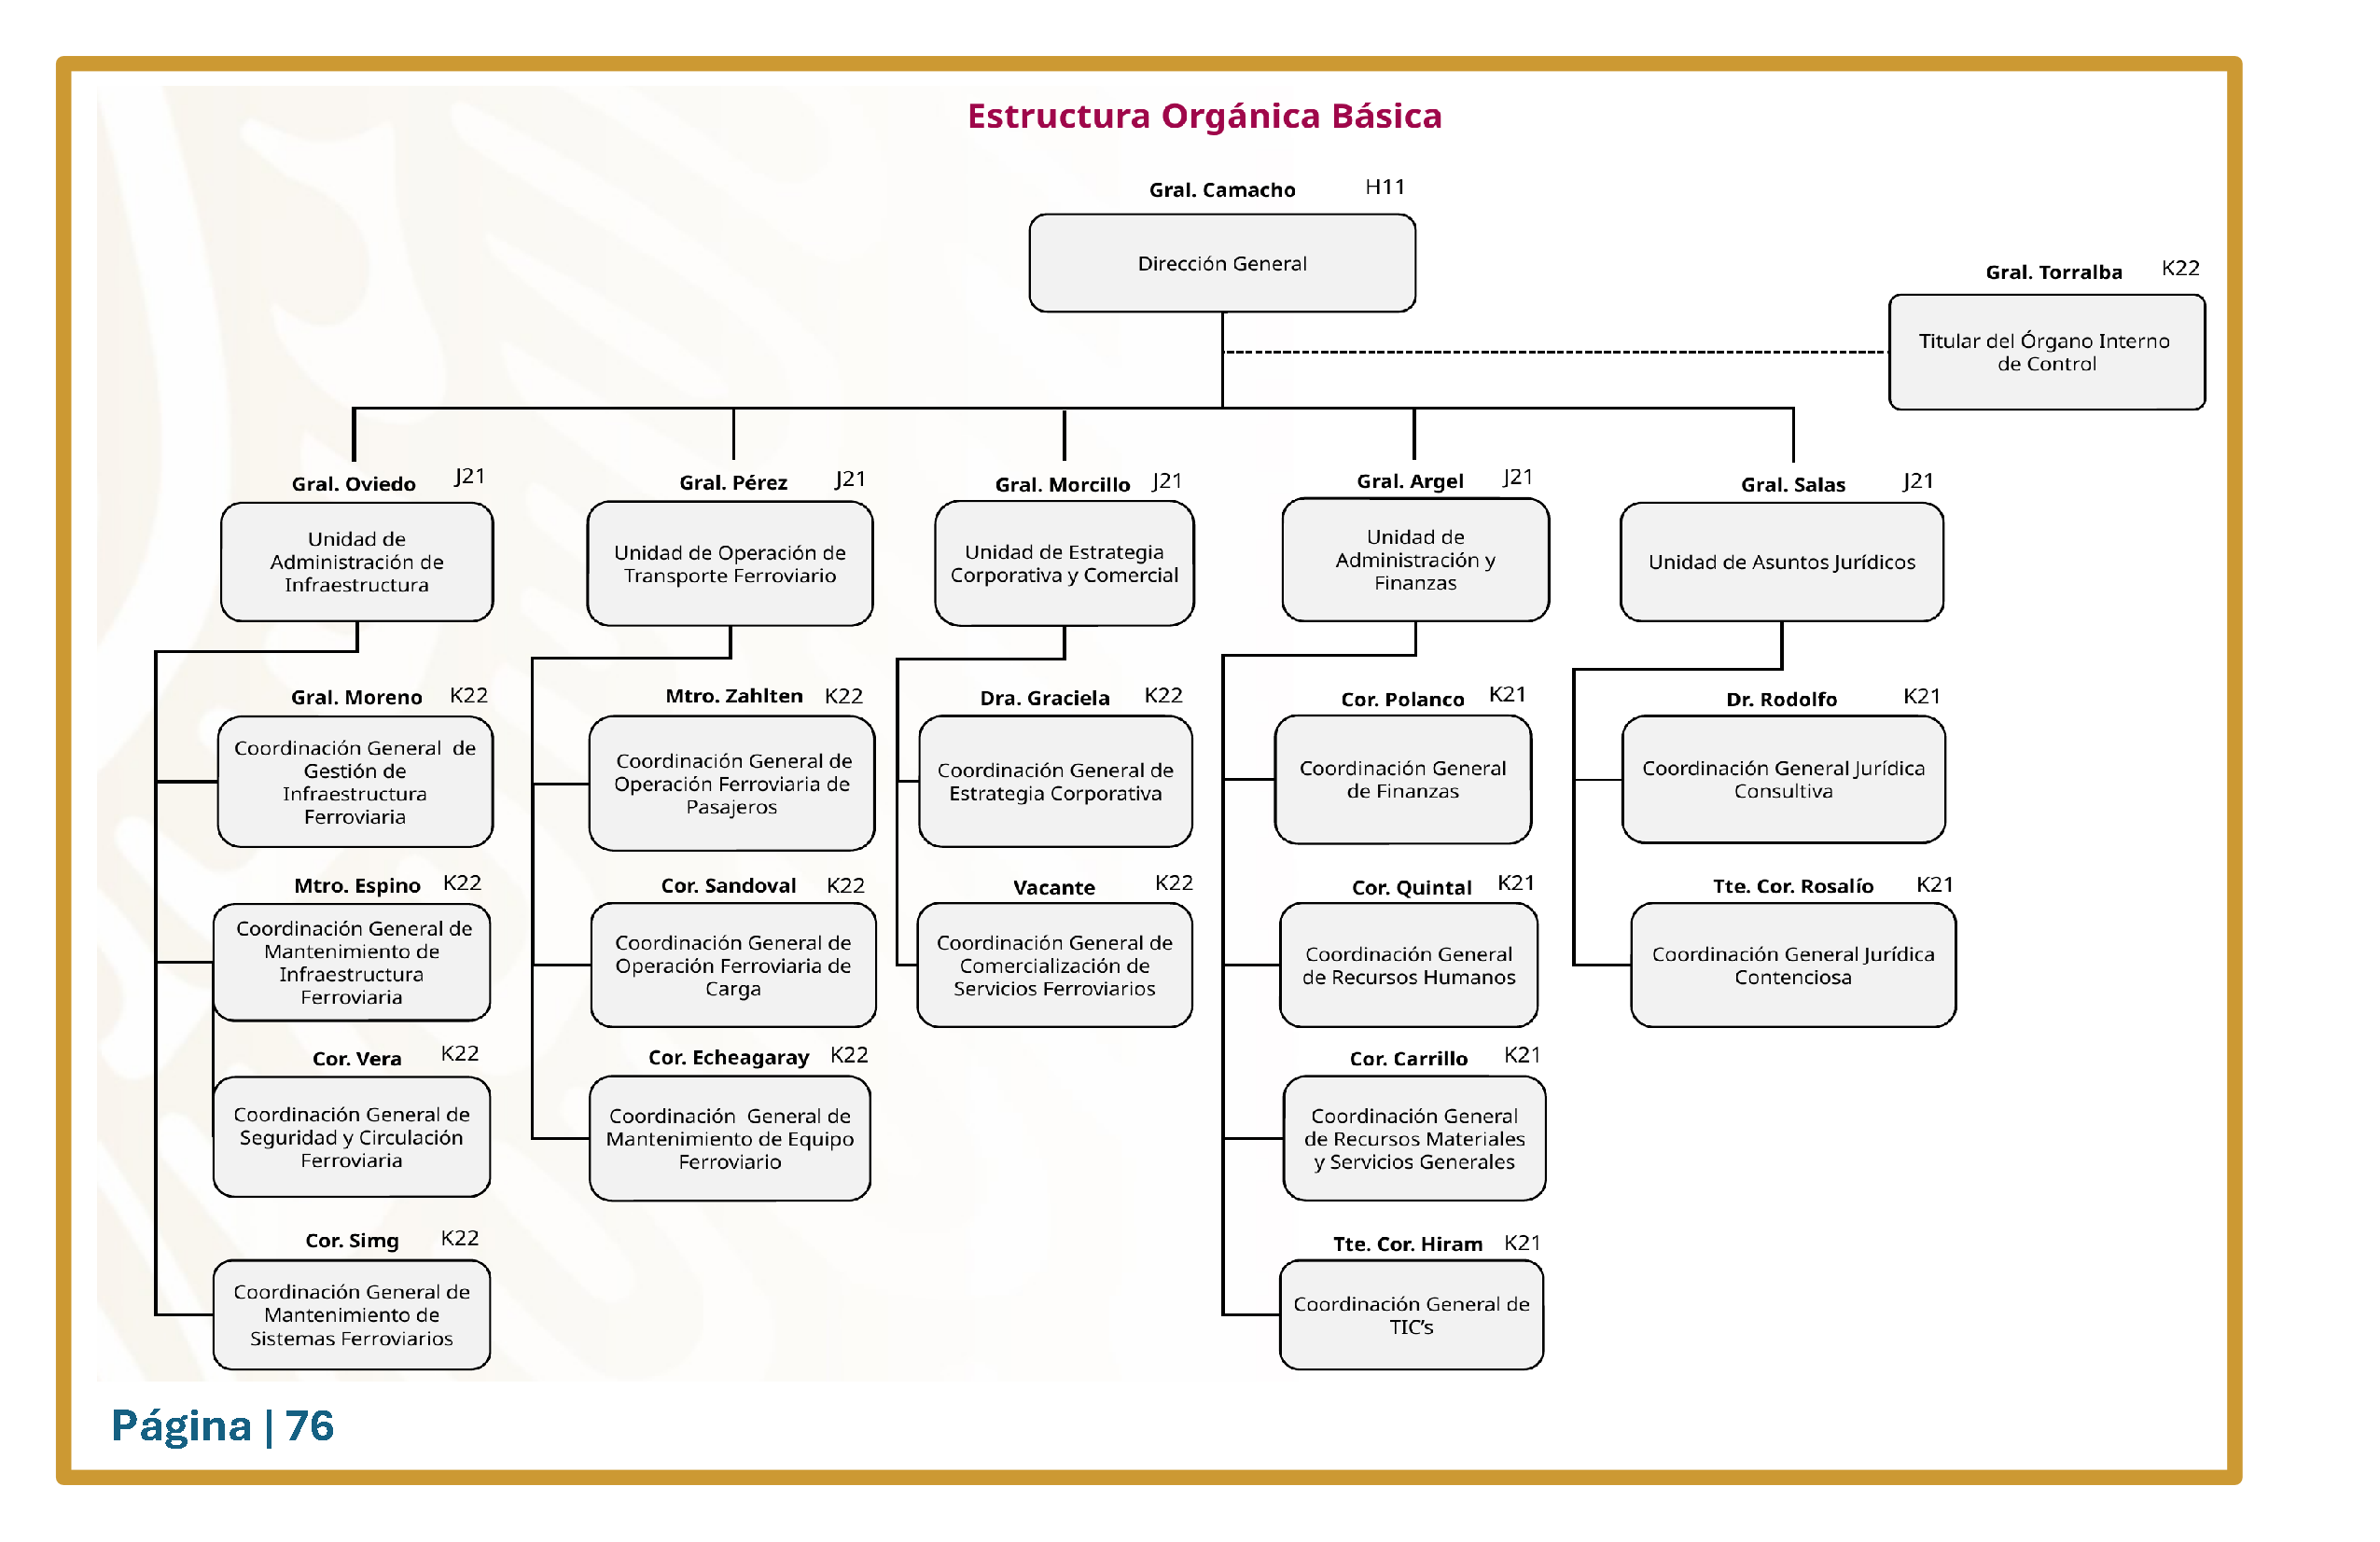 Estructura Orgánica Básica
Gral. Camacho
H11
Dirección General
Gral. Torralba
K22
Titular del Órgano Interno
de Control
Gral. Oviedo
J21
Unidad de
Administración de
Infraestructura
Gral. Pérez
J21
Unidad de Operación de
Transporte Ferroviario
Gral. Morcillo
J21
Unidad de Estrategia
Corporativa y Comercial
Gral. Argel
J21
Unidad de
Administración y
Finanzas
Gral. Salas
J21
Unidad de Asuntos Jurídicos
Gral. Moreno
K22
Coordinación General  de
Gestión de
Infraestructura
Ferroviaria
Mtro. Espino
K22
Coordinación General de
Mantenimiento de
Infraestructura
Ferroviaria
Cor. Vera
K22
Coordinación General de
Seguridad y Circulación
Ferroviaria
Cor. Simg
K22
Coordinación General de
Mantenimiento de
Sistemas Ferroviarios
Mtro. Zahlten
K22
Coordinación General de
Operación Ferroviaria de
Pasajeros
Cor. Sandoval
K22
Coordinación General de
Operación Ferroviaria de
Carga
Cor. Echeagaray
K22
Coordinación  General de
Mantenimiento de Equipo
Ferroviario
Dra. Graciela
K22
Coordinación General de
Estrategia Corporativa
Vacante
K22
Coordinación General de
Comercialización de
Servicios Ferroviarios
Cor. Polanco
K21
Coordinación General
de Finanzas
Cor. Quintal
K21
Coordinación General
de Recursos Humanos
Cor. Carrillo
K21
Coordinación General
de Recursos Materiales
y Servicios Generales
Tte. Cor. Hiram
K21
Coordinación General de
TIC’s
Dr. Rodolfo
K21
Coordinación General Jurídica
Consultiva
Tte. Cor. Rosalío
K21
Coordinación General Jurídica
Contenciosa
Página | 76